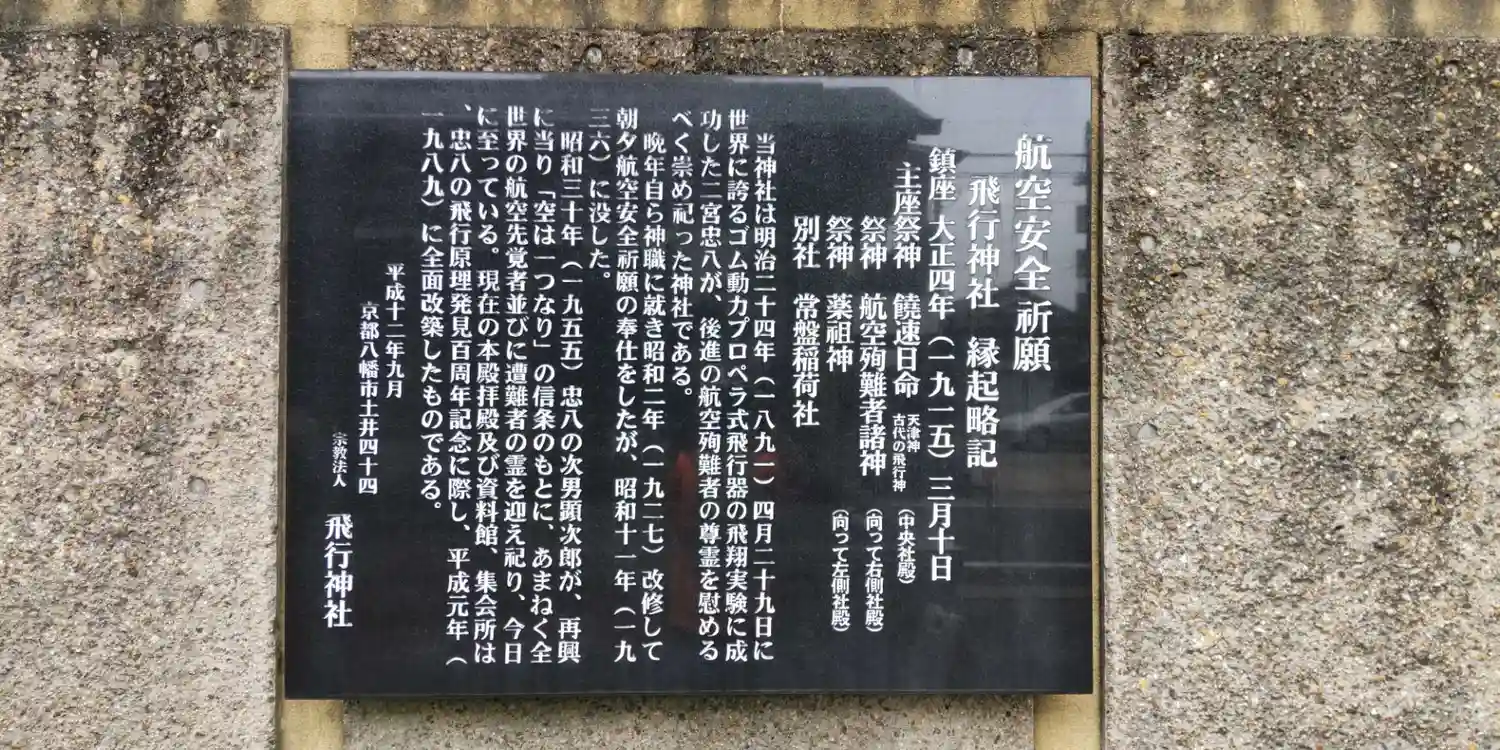 航空安全祈願
飛行神社　縁起略記
鎮座　大正四年（一九一五）三月十日
主座祭神　饒速日命　天津神　古代の飛行神　（中央社殿）
祭神　航空殉難者諸神　（向って右側社殿）
祭神　薬祖神　（向って左側社殿）
別社　常盤稲荷社
当神社は明治二十四年（一八九一）四月二十九日に
世界に誇るゴム動力プロペラ式飛行器の飛翔実験に成
功した二宮忠八が、後進の航空殉難者の尊霊を慰める
べく崇め祀った神社である。
晩年自ら神職に就き昭和二年（一九二七）改修して
朝夕航空安全祈願の奉仕をしたが、昭和十一年（一九
三六）に没した。
昭和三十年（一九五五）忠八の次男顕次郎が、再興
に当り「空は一つなり」の信条のもとに、あまねく全
世界の航空先覚者並びに遭難者の霊を迎え祀り、今日
に至っている。現在の本殿拝殿及び資料館、集会所は
、忠八の飛行原理発見百周年記念に際し、平成元年（
一九八九）に全面改築したものである。
平成十二年九月
京都八幡市土井四十四
宗教法人　飛行神社